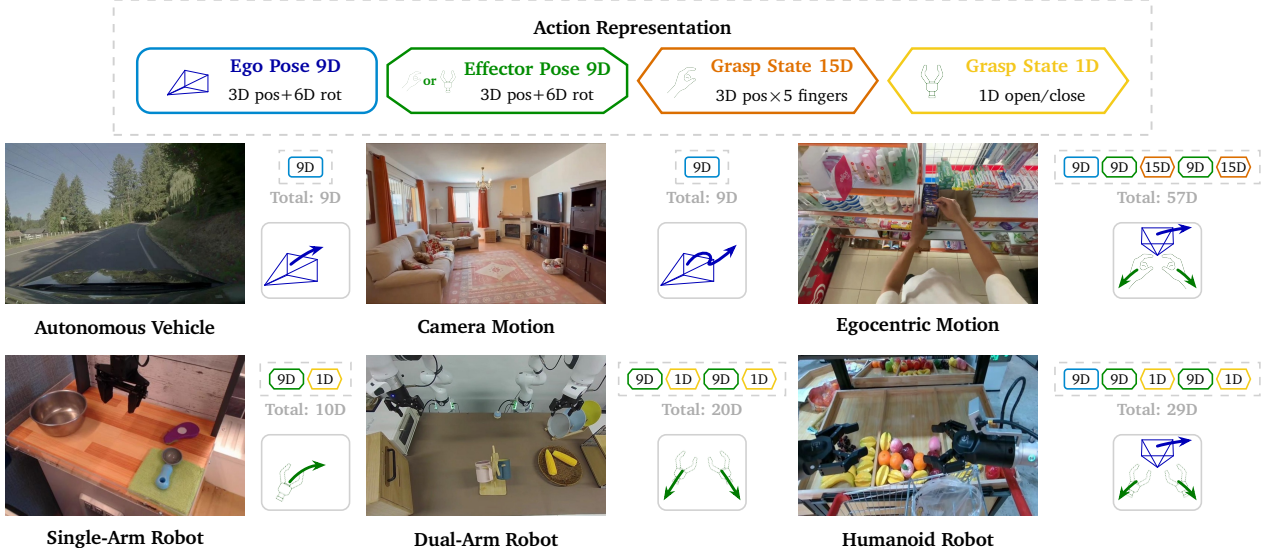 Action Representation
Ego Pose 9D
3D pos+6D rot
or
Effector Pose 9D
3D pos+6D rot
Grasp State 15D
3D pos×5 fingers
Grasp State 1D
1D open/close
9D
Total: 9D
Autonomous Vehicle
9D
Total: 9D
Camera Motion
9D 9D 15D 9D 15D
Total: 57D
Egocentric Motion
9D 1D
Total: 10D
Single-Arm Robot
9D 1D 9D 1D
Total: 20D
Dual-Arm Robot
9D 9D 1D 9D 1D
Total: 29D
Humanoid Robot